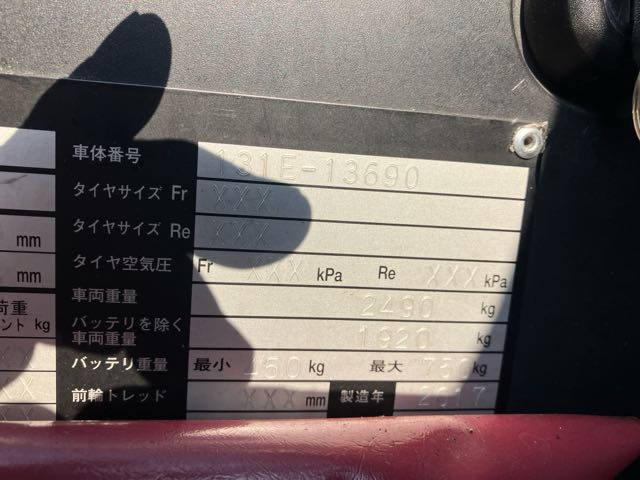 車体番号 131E-13690
タイヤサイズ Fr XXX
タイヤサイズ Re XXX
mm
タイヤ空気圧 Fr XXX kPa Re XXX kPa
mm
車両重量 2490 kg
荷重
ント kg
バッテリを除く
車両重量 1920 kg
バッテリ重量 最小 450 kg 最大 750 kg
前輪トレッド XXX mm 製造年 2017